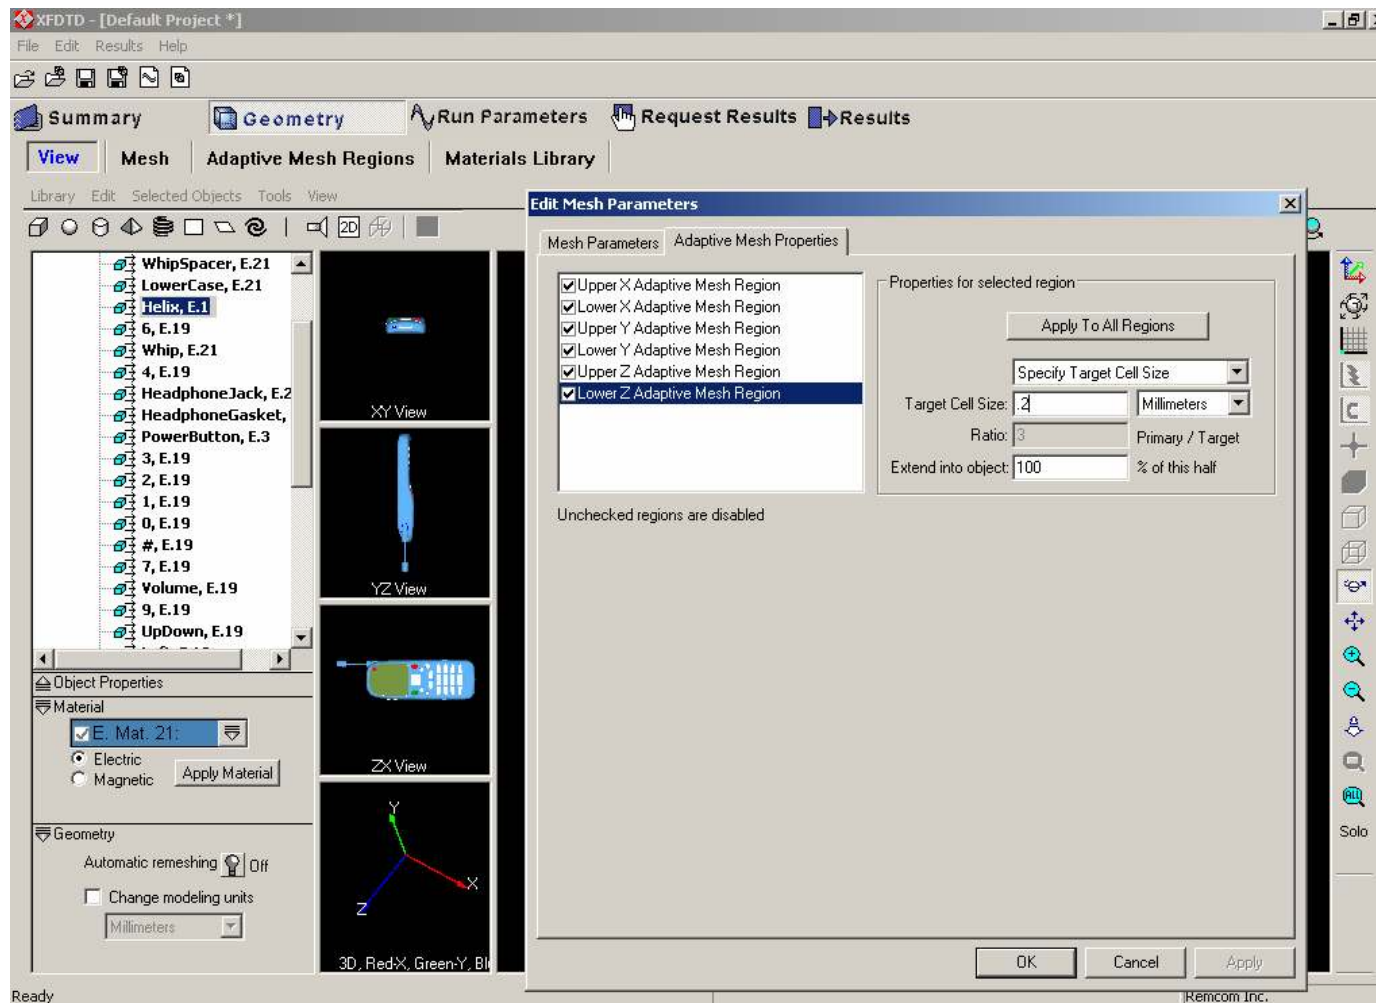 XFDTD - [Default Project *]
File Edit Results Help
Summary Geometry Run Parameters Request Results Results
View Mesh Adaptive Mesh Regions Materials Library
Library Edit Selected Objects Tools View
2D
WhipSpacer, E.21
LowerCase, E.21
Helix, E.1
6, E.19
Whip, E.21
4, E.19
HeadphoneJack, E.2
HeadphoneGasket,
PowerButton, E.3
3, E.19
2, E.19
1, E.19
0, E.19
#, E.19
7, E.19
Volume, E.19
9, E.19
UpDown, E.19
Object Properties
Material
E. Mat. 21:
Electric
Magnetic
Apply Material
Geometry
Automatic remeshing Off
Change modeling units
Millimeters
XY View
YZ View
ZX View
Y
X
Z
3D, Red-X, Green-Y, Bl
Edit Mesh Parameters
Mesh Parameters Adaptive Mesh Properties
Upper X Adaptive Mesh Region
Lower X Adaptive Mesh Region
Upper Y Adaptive Mesh Region
Lower Y Adaptive Mesh Region
Upper Z Adaptive Mesh Region
Lower Z Adaptive Mesh Region
Unchecked regions are disabled
Properties for selected region
Apply To All Regions
Specify Target Cell Size
Target Cell Size: .2 Millimeters
Ratio: 3 Primary / Target
Extend into object: 100 % of this half
OK Cancel Apply
ALL
Solo
Ready
Remcom Inc.